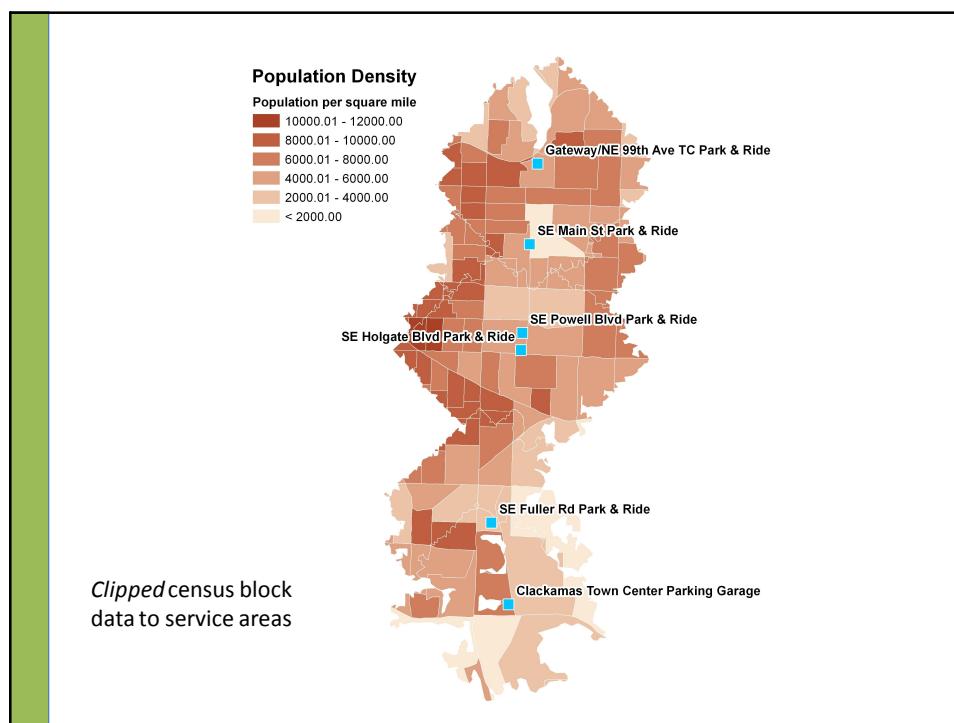 Population Density
Population per square mile
10000.01 - 12000.00
8000.01 - 10000.00
6000.01 - 8000.00
4000.01 - 6000.00
2000.01 - 4000.00
< 2000.00
Gateway/NE 99th Ave TC Park & Ride
SE Main St Park & Ride
SE Powell Blvd Park & Ride
SE Holgate Blvd Park & Ride
SE Fuller Rd Park & Ride
Clackamas Town Center Parking Garage
Clipped census block
data to service areas